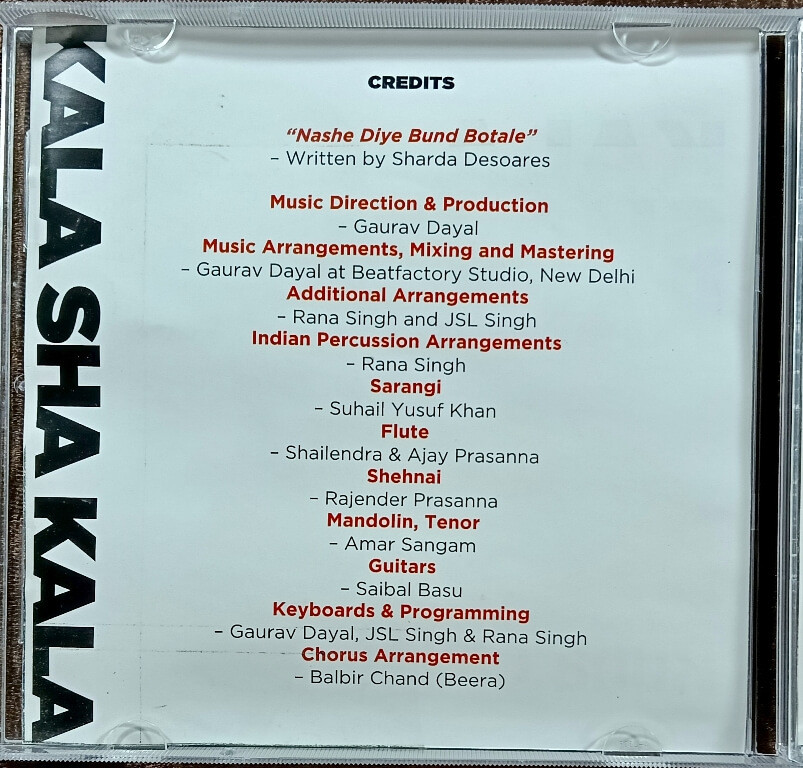 KALA SHA KALA
CREDITS
“Nashe Diye Bund Botale”
– Written by Sharda Desoares
Music Direction & Production
– Gaurav Dayal
Music Arrangements, Mixing and Mastering
– Gaurav Dayal at Beatfactory Studio, New Delhi
Additional Arrangements
– Rana Singh and JSL Singh
Indian Percussion Arrangements
– Rana Singh
Sarangi
– Suhail Yusuf Khan
Flute
– Shailendra & Ajay Prasanna
Shehnai
– Rajender Prasanna
Mandolin, Tenor
– Amar Sangam
Guitars
– Saibal Basu
Keyboards & Programming
– Gaurav Dayal, JSL Singh & Rana Singh
Chorus Arrangement
– Balbir Chand (Beera)